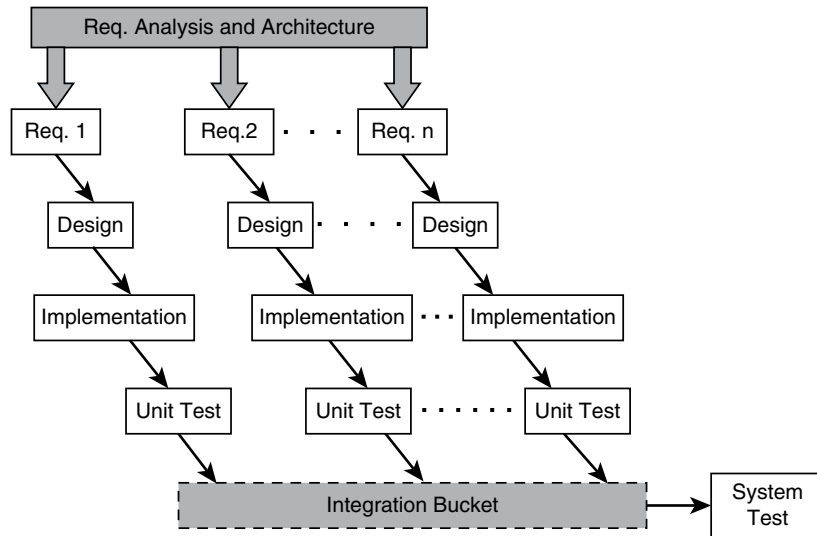 Req. Analysis and Architecture
Req. 1
Req.2
Req. n
Design
Design
Design
Implementation
Implementation
Implementation
Unit Test
Unit Test
Unit Test
Integration Bucket
System
Test